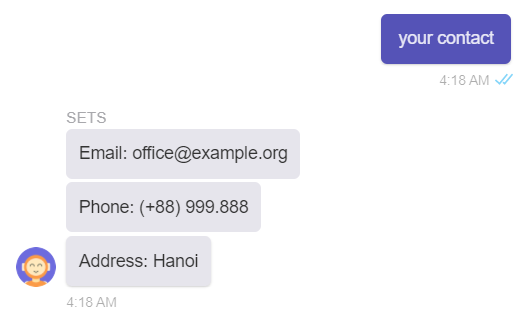 your contact
4:18 AM
SETS
Email: office@example.org
Phone: (+88) 999.888
Address: Hanoi
4:18 AM